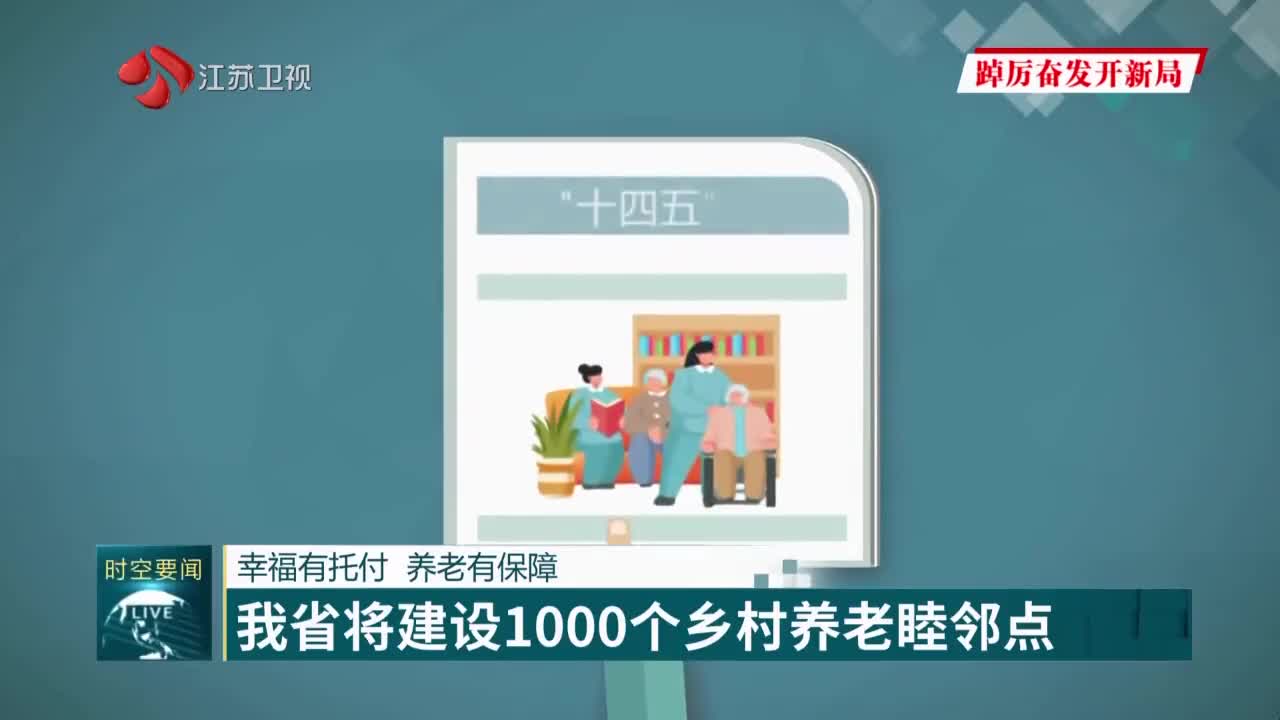 江苏卫视
踔厉奋发开新局
"十四五"
时空要闻
LIVE
幸福有托付 养老有保障
我省将建设1000个乡村养老睦邻点